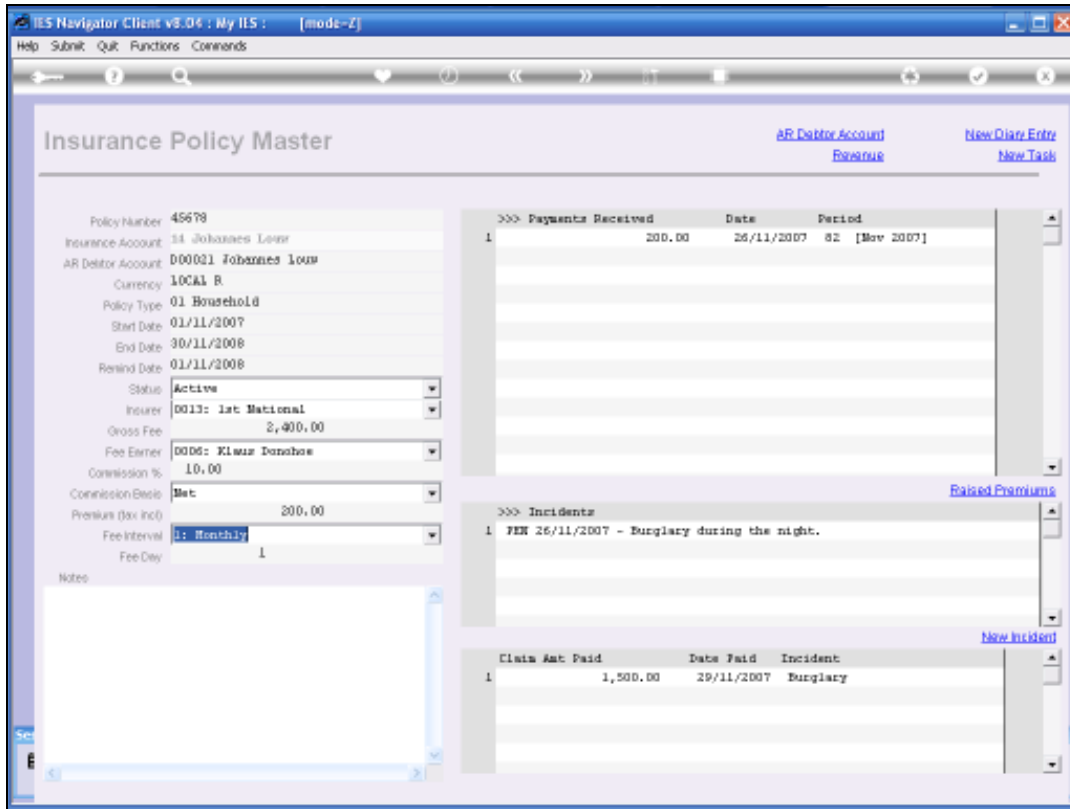 IES Navigator Client v8.04 : My IES : [mode=Z]
Help Submit Quit Functions Commands
Insurance Policy Master
AR Debtor Account
New Diary Entry
Revenue
New Task
Policy Number 45678
Insurance Account 14 Johannes Louw
AR Debtor Account D00021 Johannes Louw
Currency LOCAL R
Policy Type 01 Household
Start Date 01/11/2007
End Date 30/11/2008
Remind Date 01/11/2008
Status Active
Insurer 0013: 1st National
Gross Fee 2,400.00
Fee Earner 0006: Klaus Donohoe
Commission % 10.00
Commission Basis Net
Premium (tax incl) 200.00
Fee Interval 1: Monthly
Fee Day 1
Notes
>>> Payments Received Date Period
1 200.00 26/11/2007 82 [Nov 2007]
Raised Premiums
>>> Incidents
1 PEN 26/11/2007 - Burglary during the night.
New Incident
Claim Amt Paid Date Paid Incident
1 1,500.00 29/11/2007 Burglary